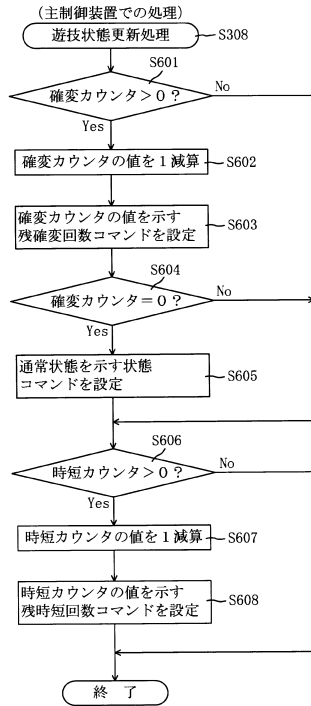 (主制御装置での処理)
遊技状態更新処理
S308
S601
確変カウンタ>0?
No
Yes
確変カウンタの値を1減算
S602
確変カウンタの値を示す
残確変回数コマンドを設定
S603
S604
確変カウンタ=0?
No
Yes
通常状態を示す状態
コマンドを設定
S605
S606
時短カウンタ>0?
No
Yes
時短カウンタの値を1減算
S607
時短カウンタの値を示す
残時短回数コマンドを設定
S608
終了